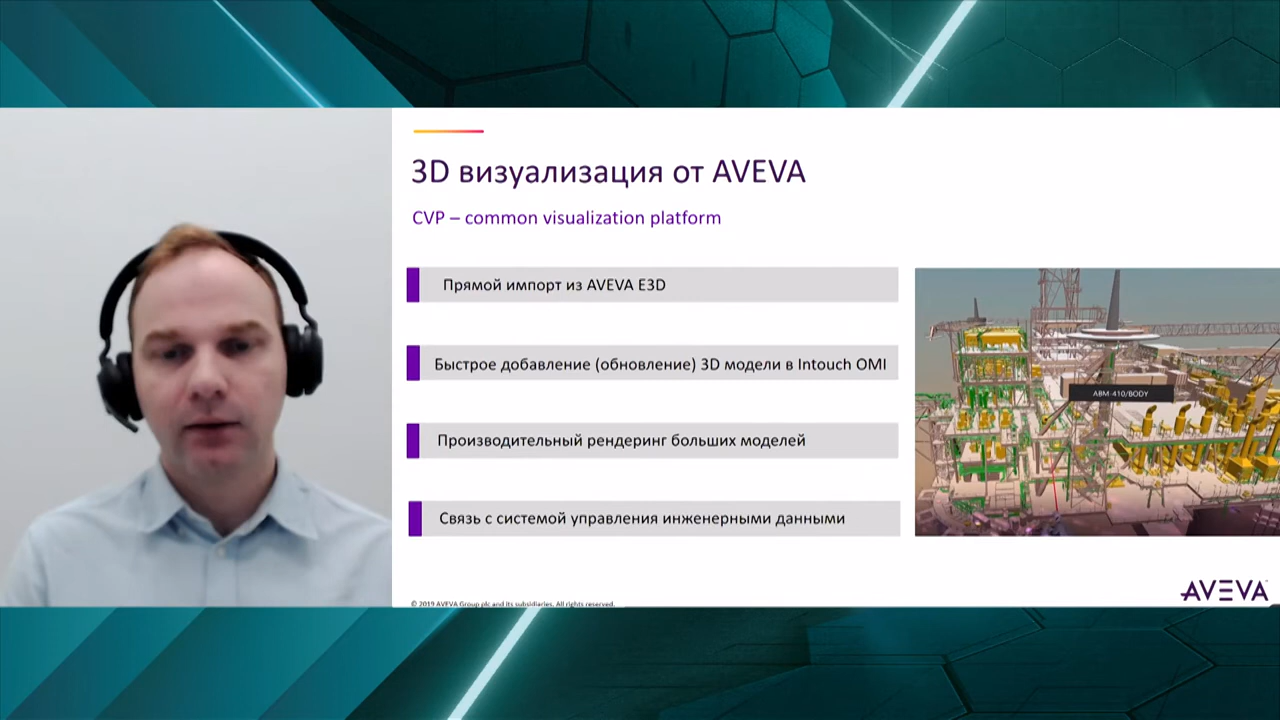 3D визуализация от AVEVA
CVP – common visualization platform
Прямой импорт из AVEVA E3D
Быстрое добавление (обновление) 3D модели в Intouch OMI
Производительный рендеринг больших моделей
Связь с системой управления инженерными данными
ABM-410/BODY
© 2019 AVEVA Group plc and its subsidiaries. All rights reserved.
AVEVA